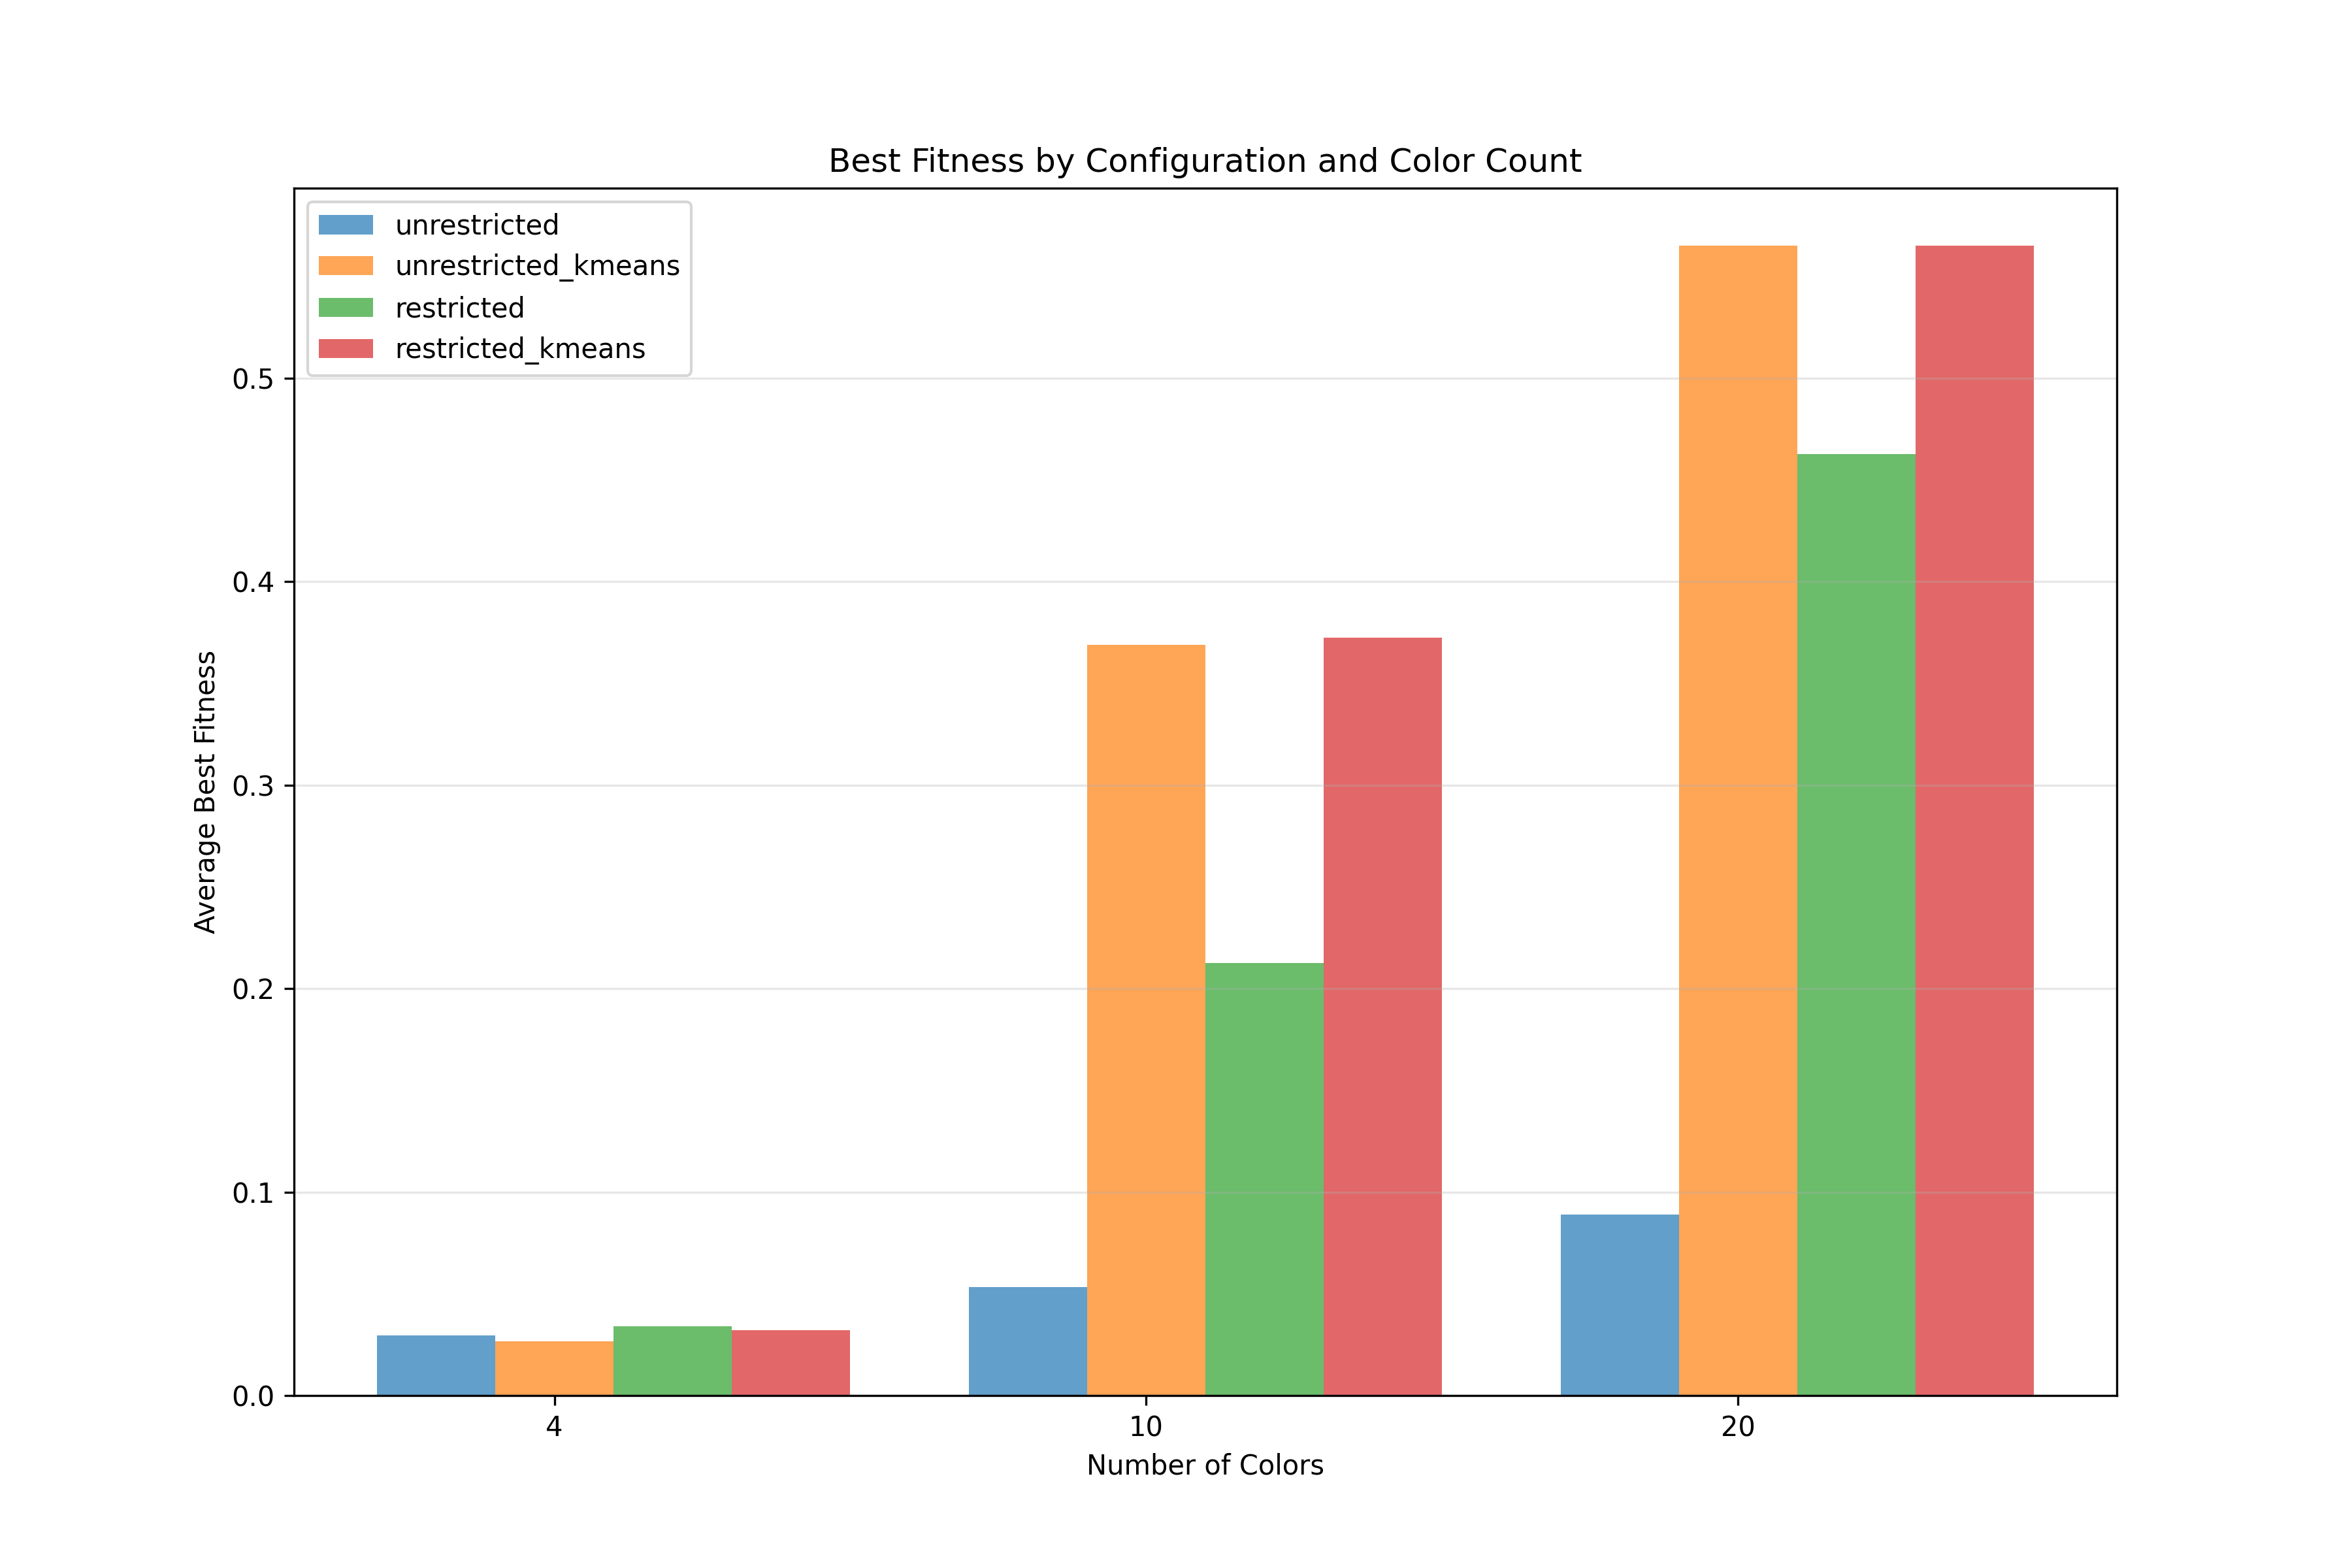 Best Fitness by Configuration and Color Count
unrestricted
unrestricted_kmeans
restricted
restricted_kmeans
0.5
0.4
0.3
0.2
0.1
0.0
Average Best Fitness
4 10 20
Number of Colors